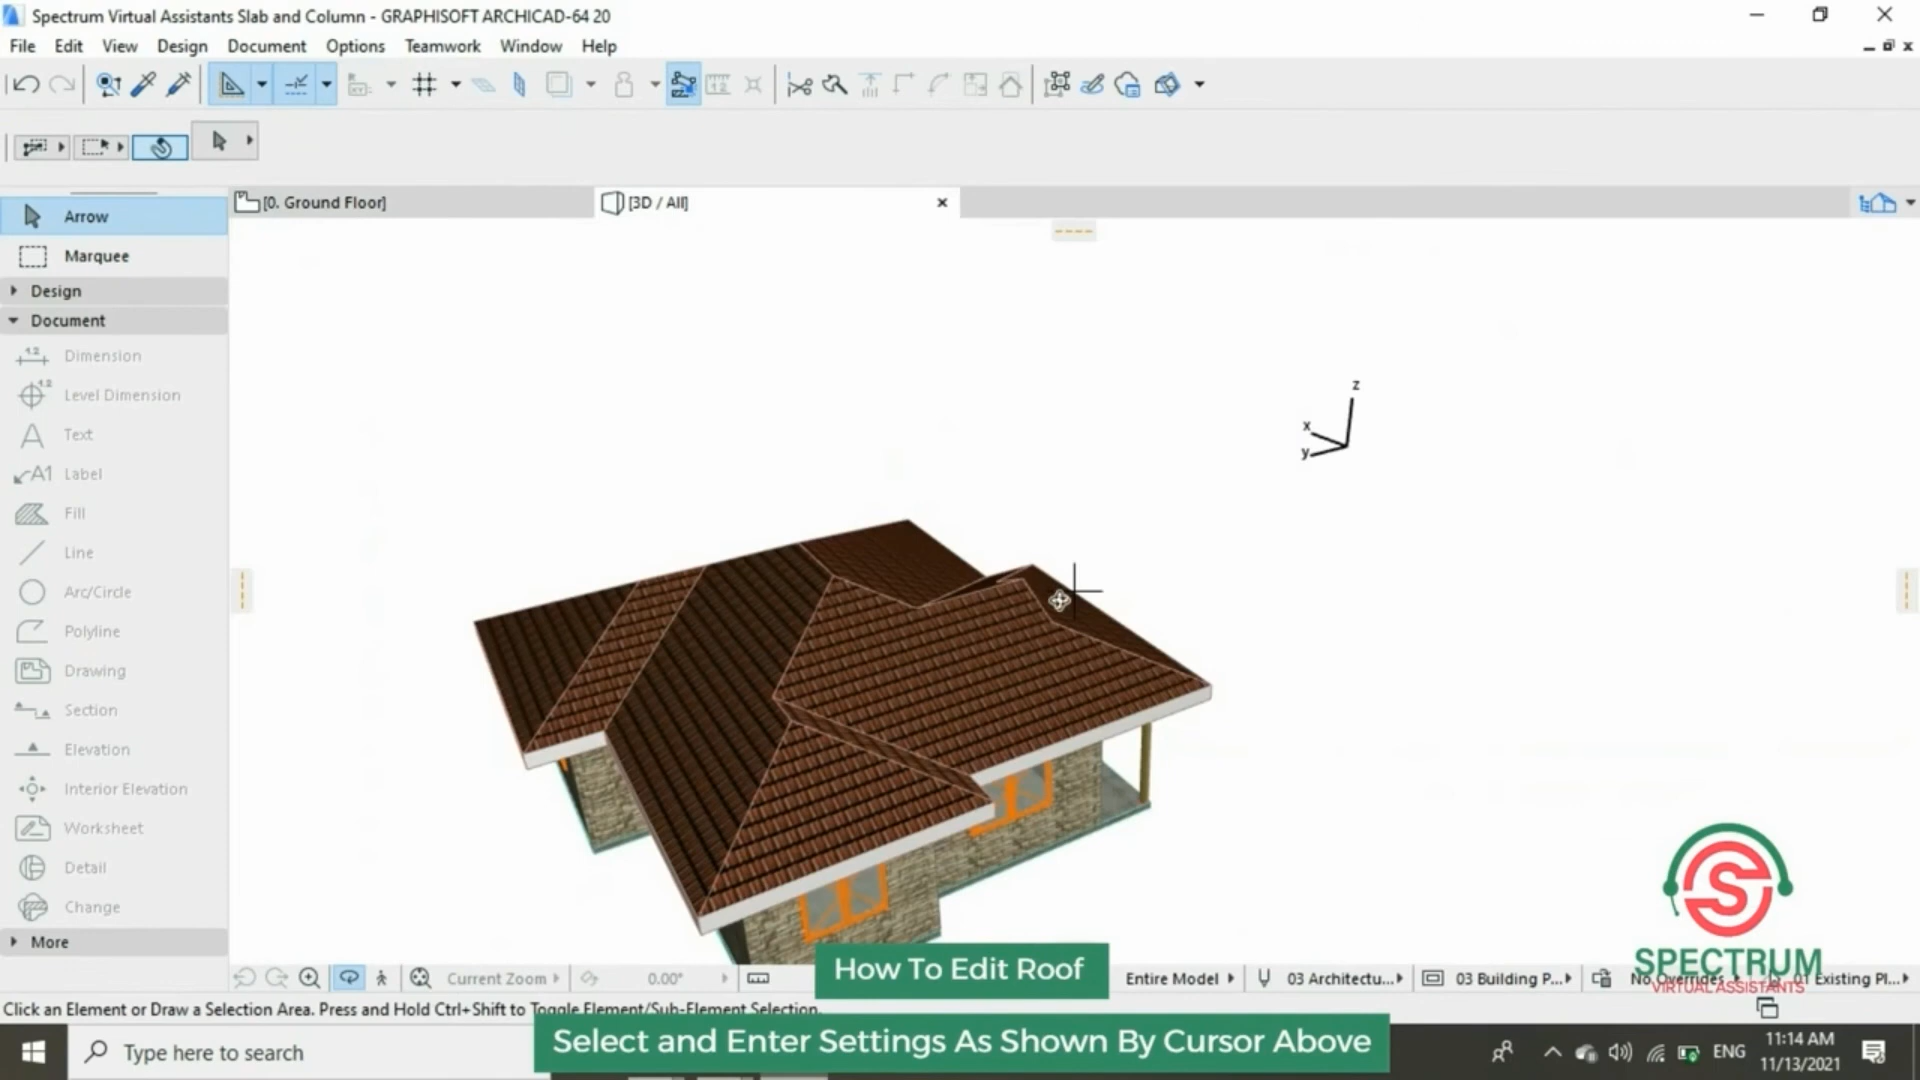 Spectrum Virtual Assistants Slab and Column - GRAPHISOFT ARCHICAD-64 20
File Edit View Design Document Options Teamwork Window Help
[0. Ground Floor] [3D / All]
Arrow
Marquee
Design
Document
1.2 Dimension
1.2 Level Dimension
A Text
A1 Label
Fill
Line
Arc/Circle
Polyline
Drawing
Section
Elevation
Interior Elevation
Worksheet
Detail
Change
More
z
x
y
SPECTRUM
VIRTUAL ASSISTANTS
Current Zoom 0.00° Entire Model 03 Architectu... 03 Building P... No Overrides 01 Existing Pl...
How To Edit Roof
Click an Element or Draw a Selection Area. Press and Hold Ctrl+Shift to Toggle Element/Sub-Element Selection.
Select and Enter Settings As Shown By Cursor Above
Type here to search
ENG
11:14 AM
11/13/2021